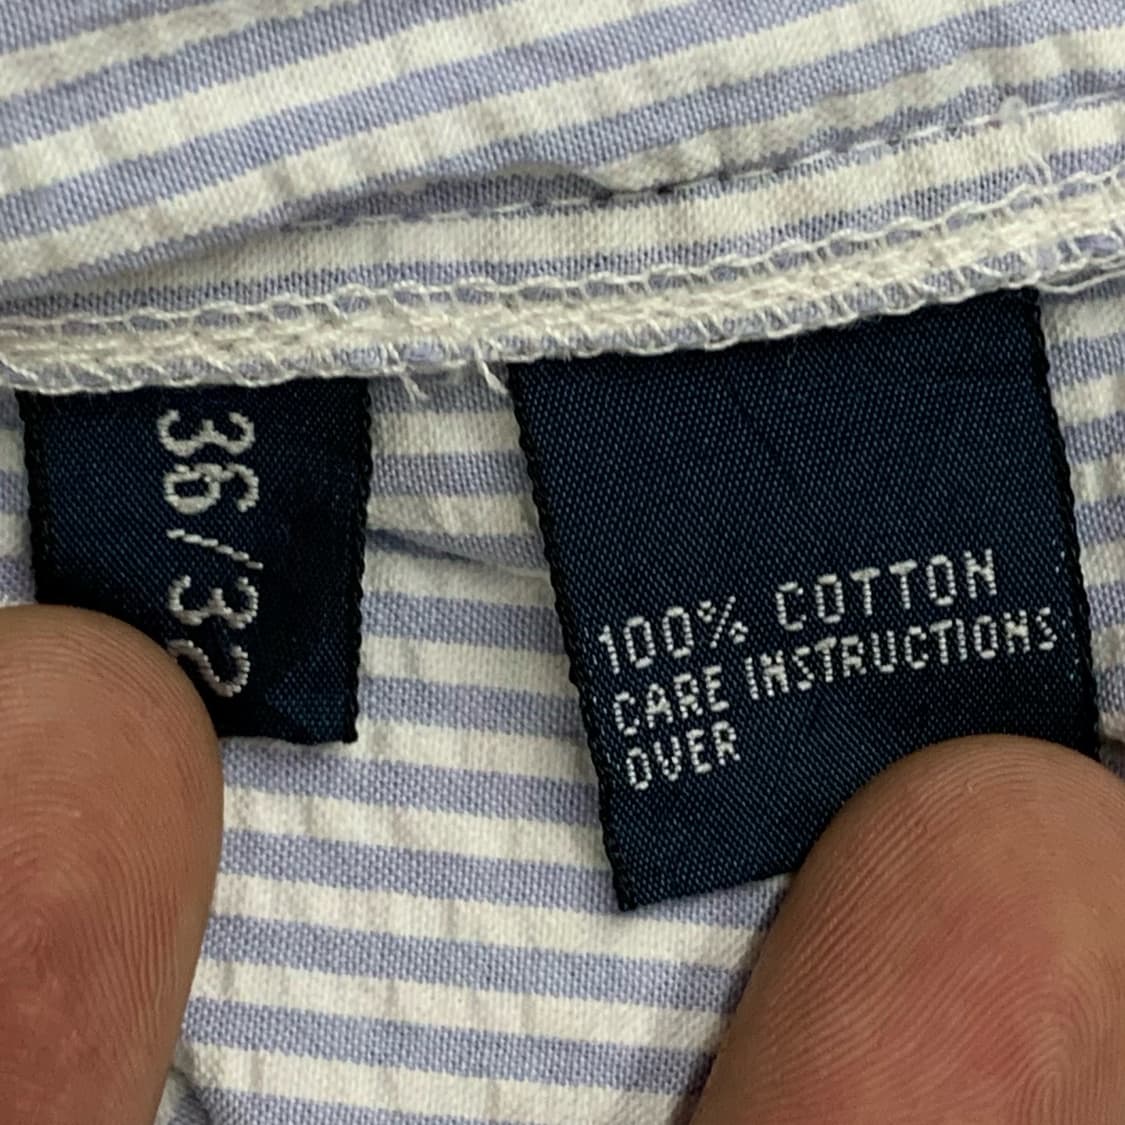 36/32
100% COTTON
CARE INSTRUCTIONS
OVER